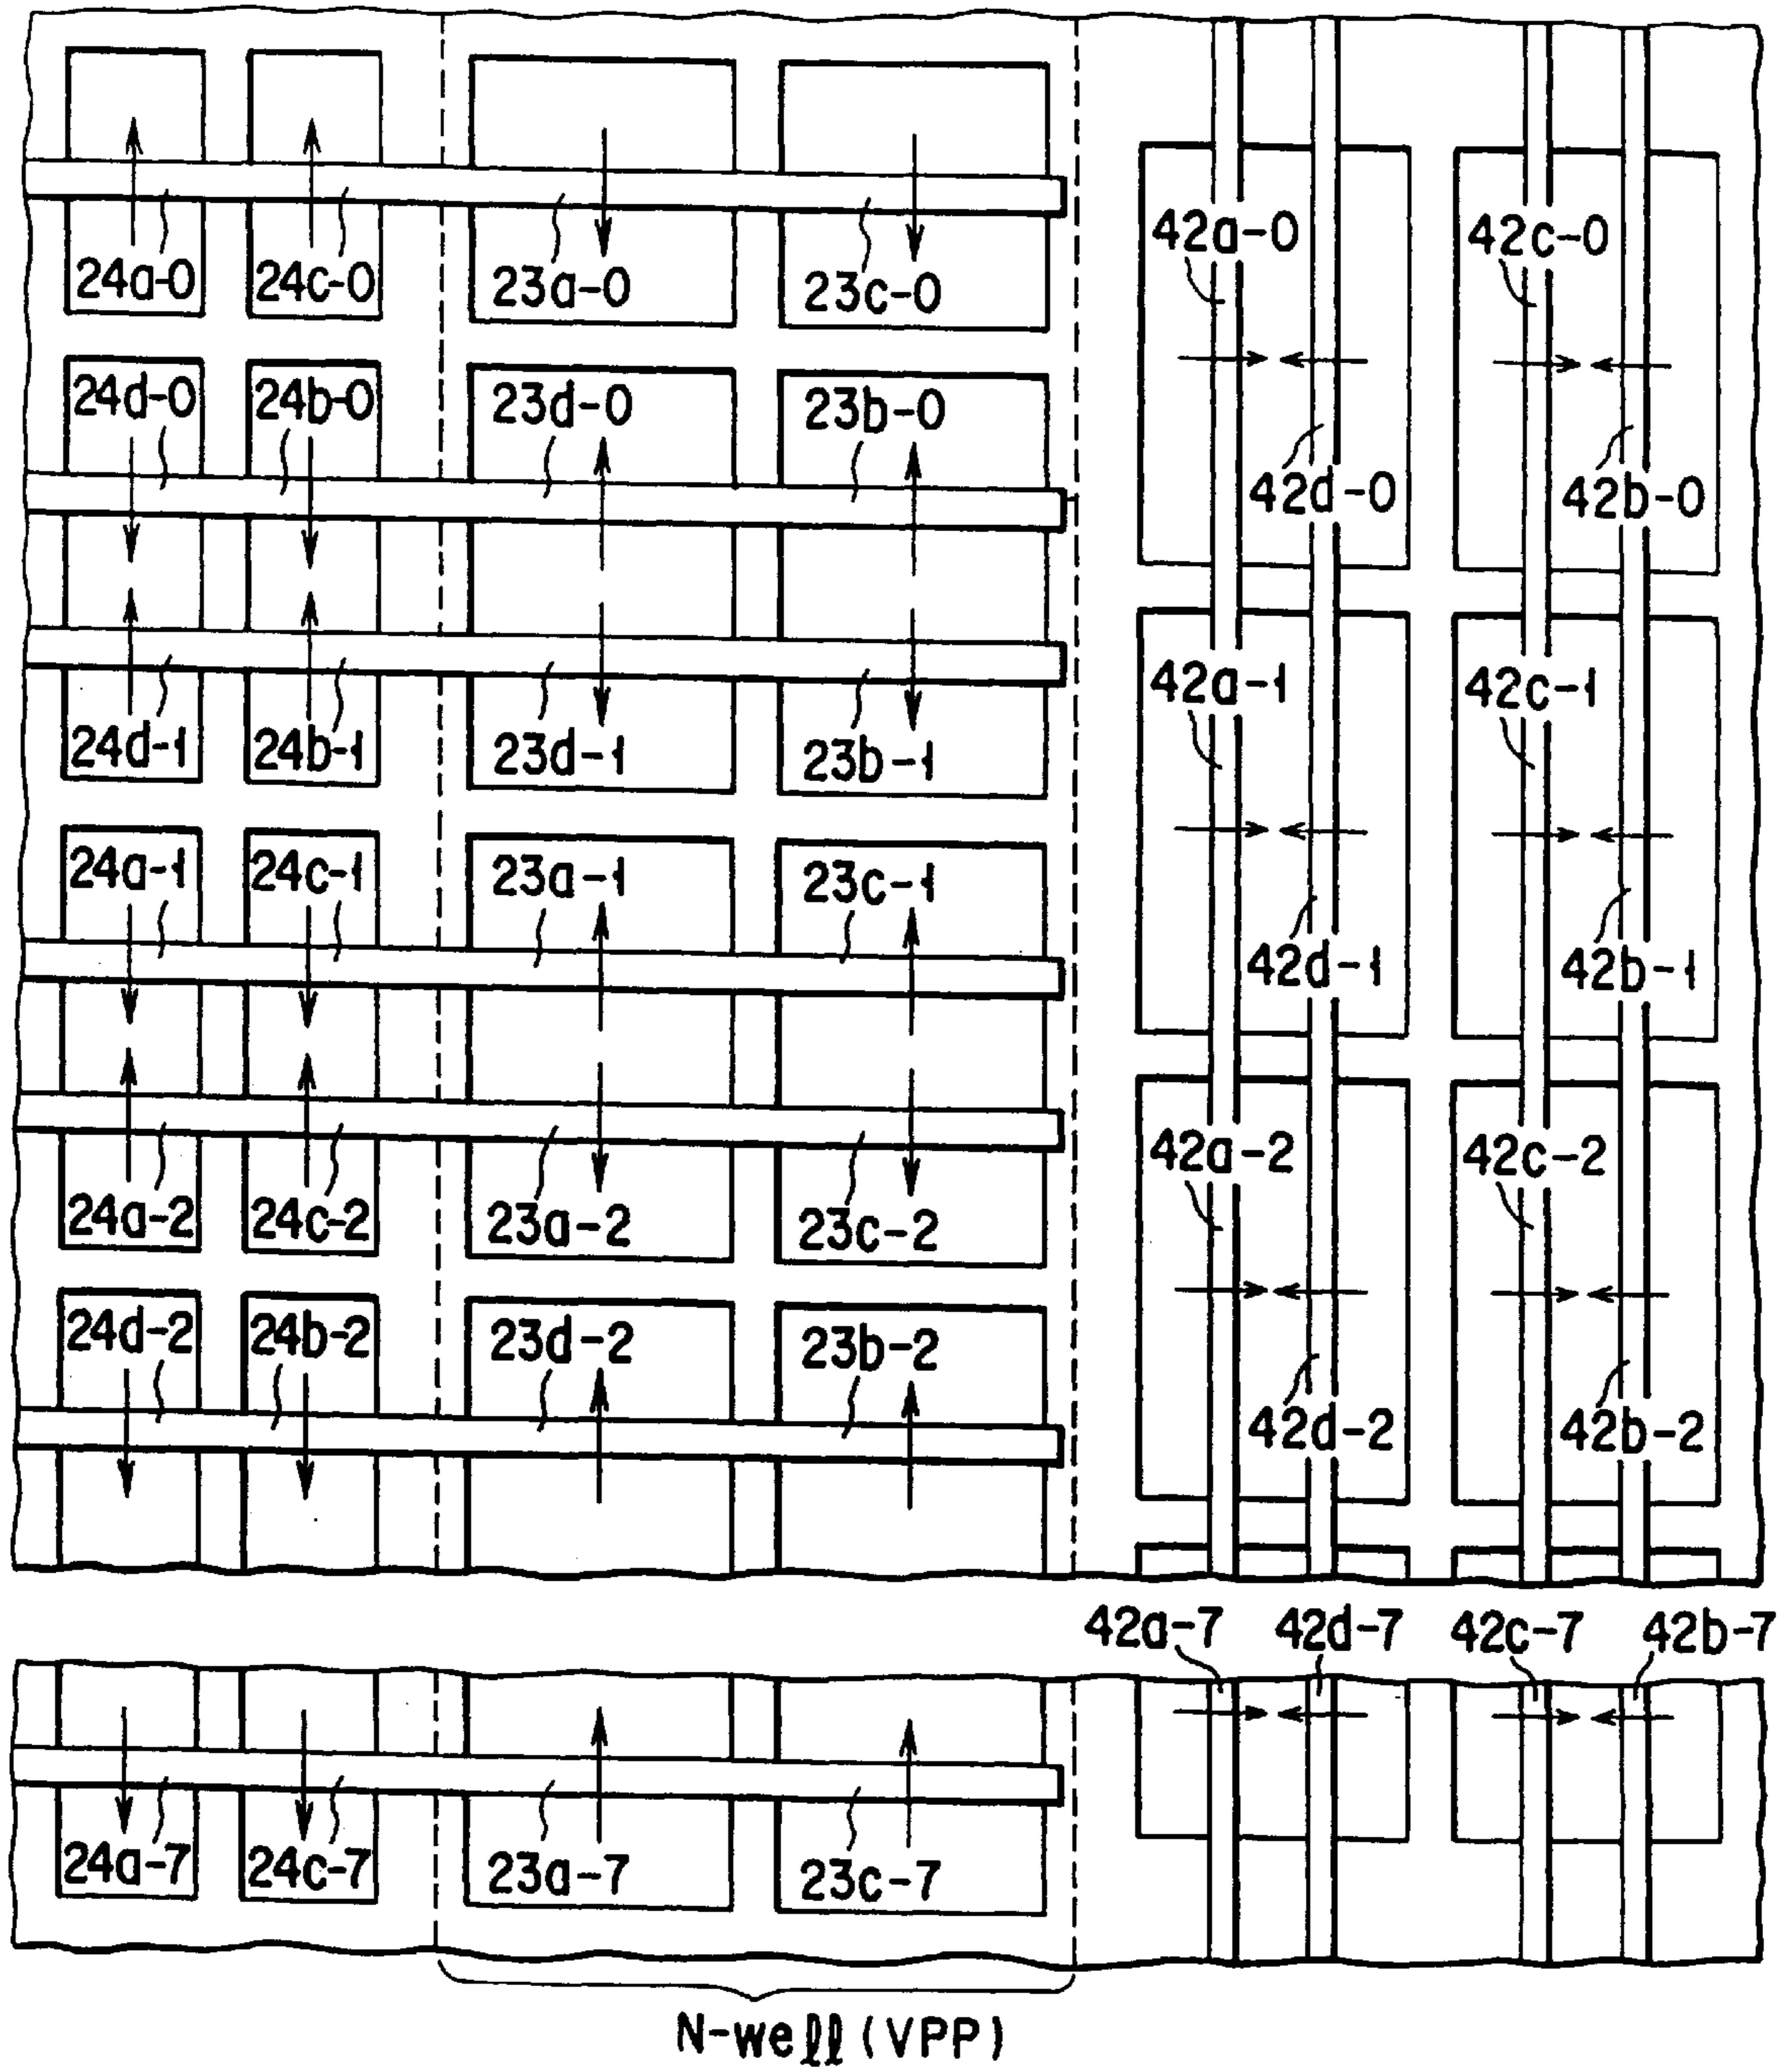 42a-0 42c-0
24a-0 24c-0 23a-0 23c-0
24d-0 24b-0 23d-0 23b-0
42d-0 42b-0
42a-1 42c-1
24d-1 24b-1 23d-1 23b-1
24a-1 24c-1 23a-1 23c-1
42d-1 42b-1
42a-2 42c-2
24a-2 24c-2 23a-2 23c-2
24d-2 24b-2 23d-2 23b-2
42d-2 42b-2
42a-7 42d-7 42c-7 42b-7
24a-7 24c-7 23a-7 23c-7
N-well (VPP)